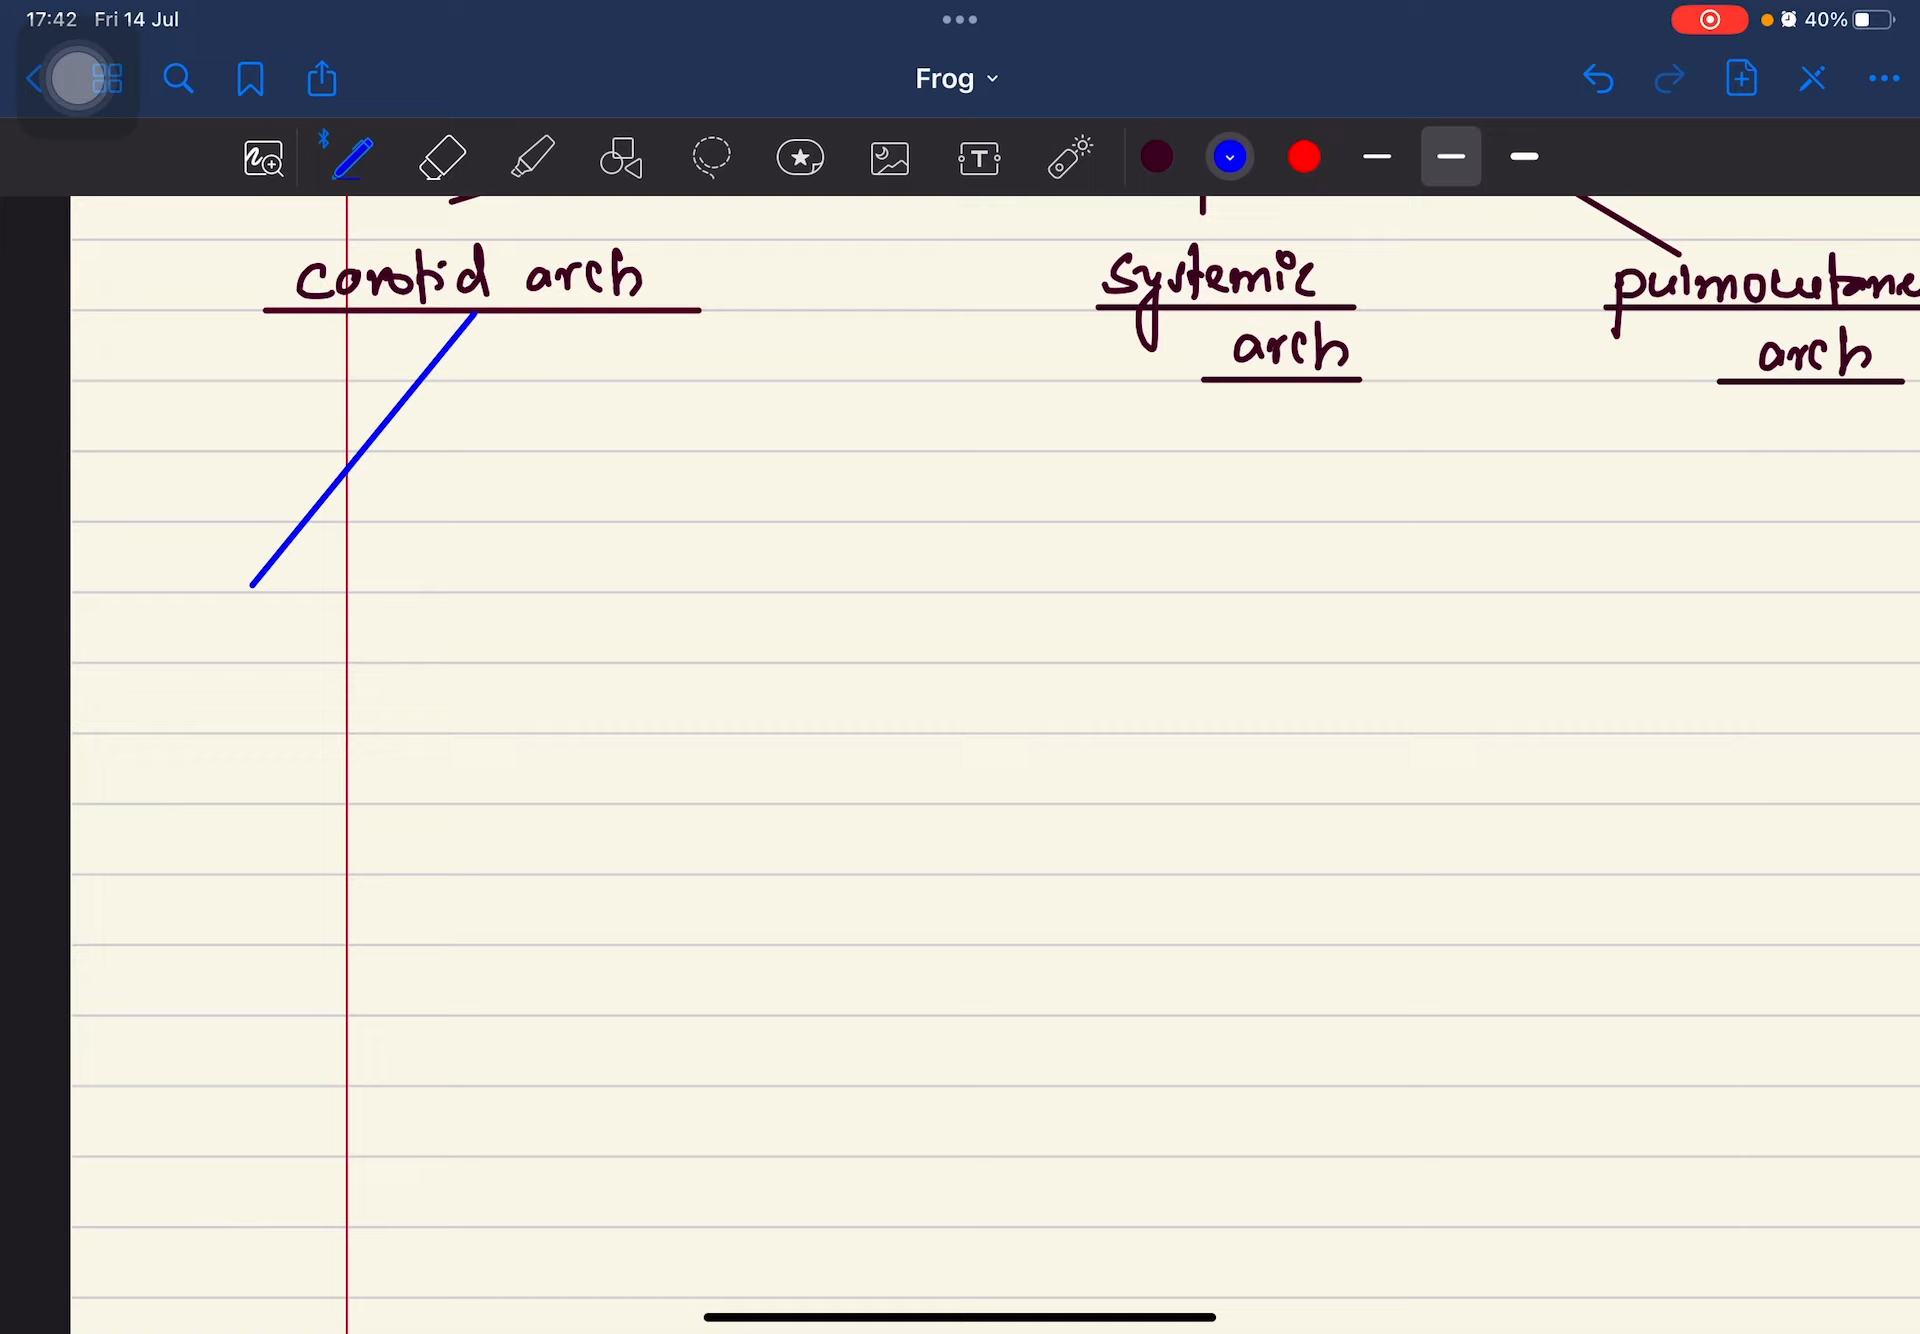 17:42 Fri 14 Jul
40%
Frog
T
carotid arch
systemic
arch
pulmocutane
arch